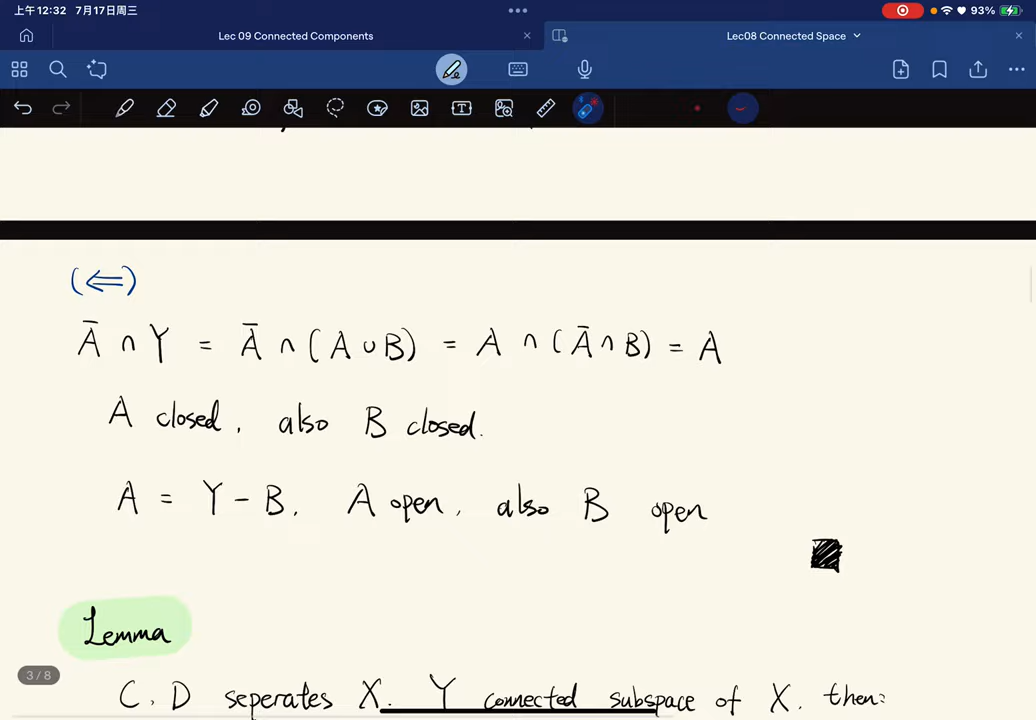 上午12:32 7月17日周三
93%
Lec 09 Connected Components
Lec08 Connected Space
(⇐)
Ā ∩ Y = Ā ∩ (A ∪ B) = A ∩ (Ā ∩ B) = A
A closed, also B closed.
A = Y - B. A open, also B open
Lemma
3 / 8
C. D seperates X. Y connected subspace of X. then: